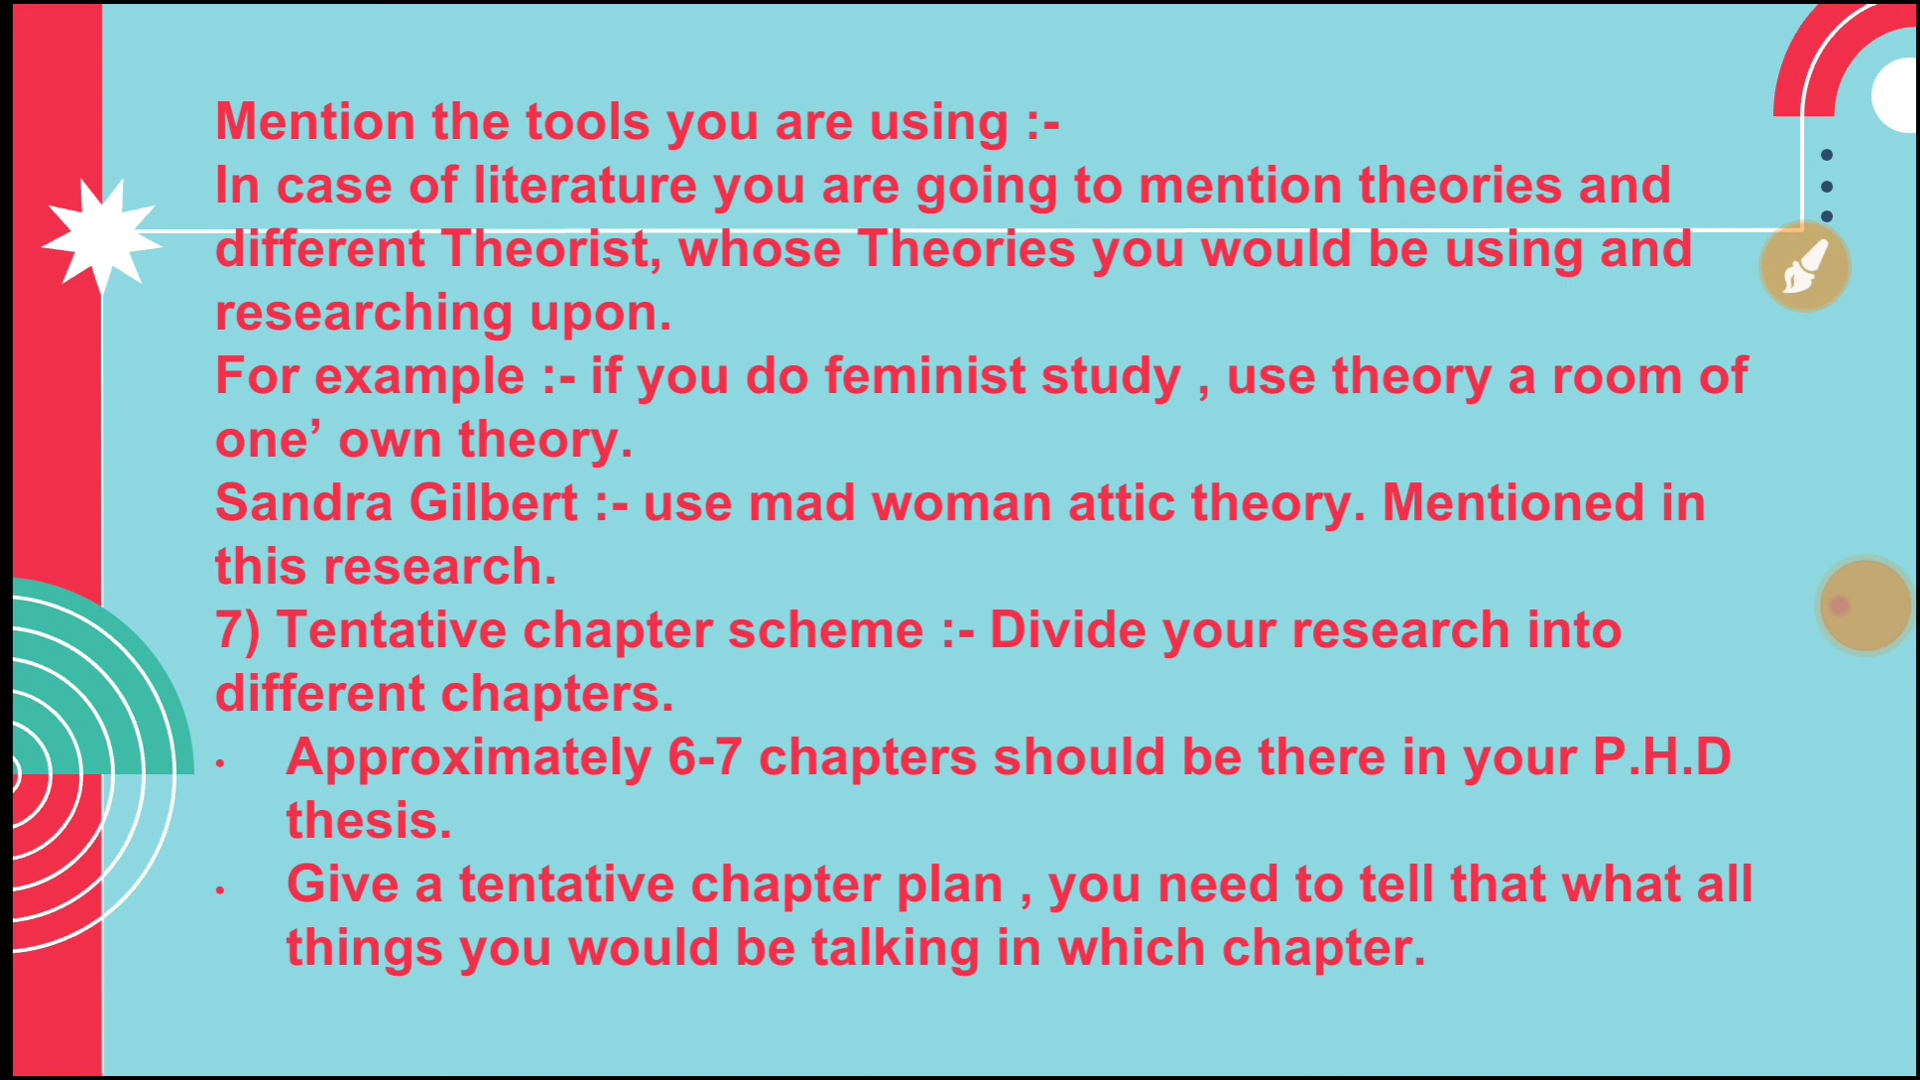 Mention the tools you are using :-
In case of literature you are going to mention theories and
different Theorist, whose Theories you would be using and
researching upon.
For example :- if you do feminist study , use theory a room of
one’ own theory.
Sandra Gilbert :- use mad woman attic theory. Mentioned in
this research.
7) Tentative chapter scheme :- Divide your research into
different chapters.
• Approximately 6-7 chapters should be there in your P.H.D
thesis.
• Give a tentative chapter plan , you need to tell that what all
things you would be talking in which chapter.